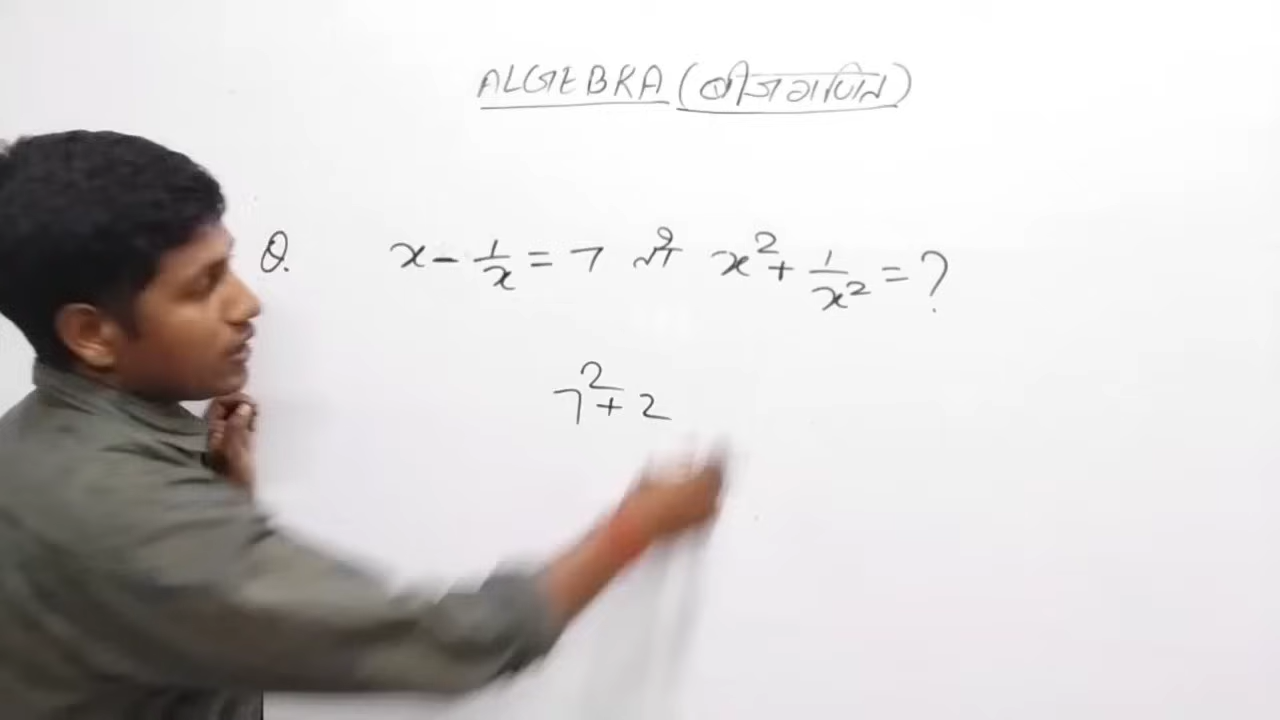 ALGEBRA (बीजगणित)
Q. x - 1/x = 7 तो x² + 1/x² = ?
7² + 2